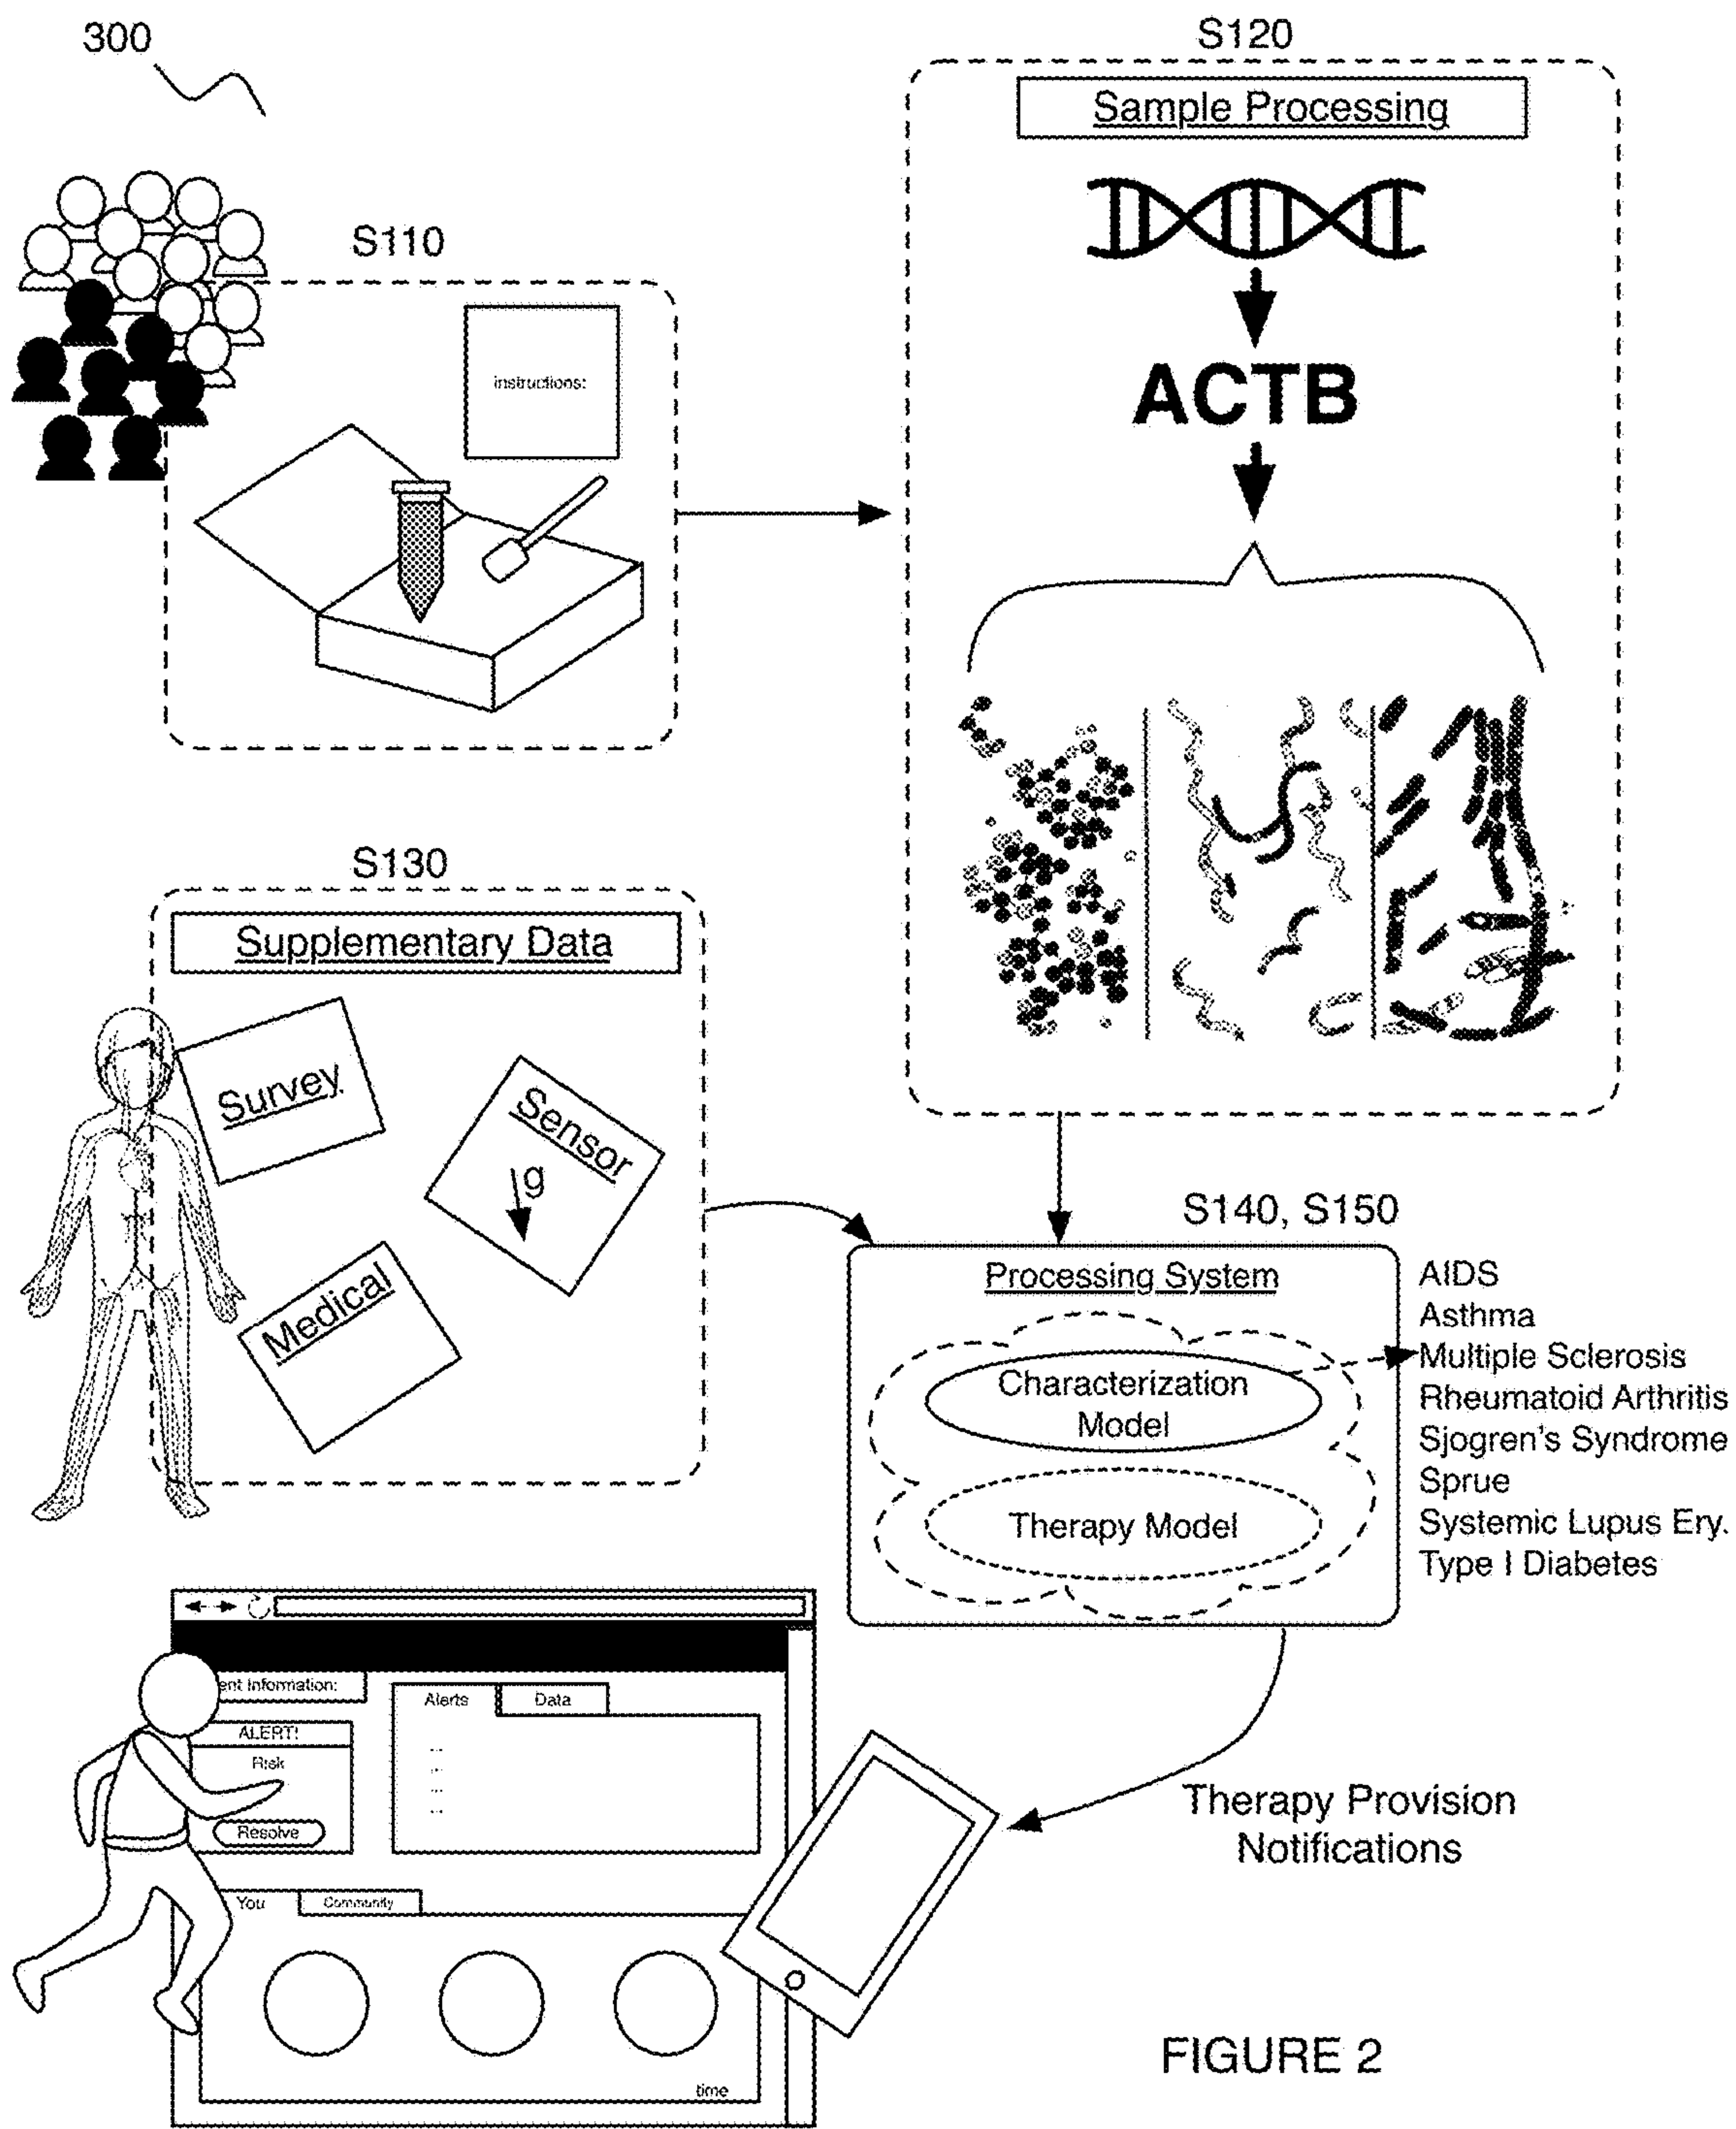 300
S120
Sample Processing
S110
instructions:
ACTB
S130
Supplementary Data
Survey
Sensor
g
Medical
S140, S150
Processing System
Characterization
Model
Therapy Model
AIDS
Asthma
Multiple Sclerosis
Rheumatoid Arthritis
Sjogren's Syndrome
Sprue
Systemic Lupus Ery.
Type I Diabetes
ent Information:
Alerts
Data
ALERT!
Risk
...
...
...
...
Resolve
You
Community
time
Therapy Provision
Notifications
FIGURE 2